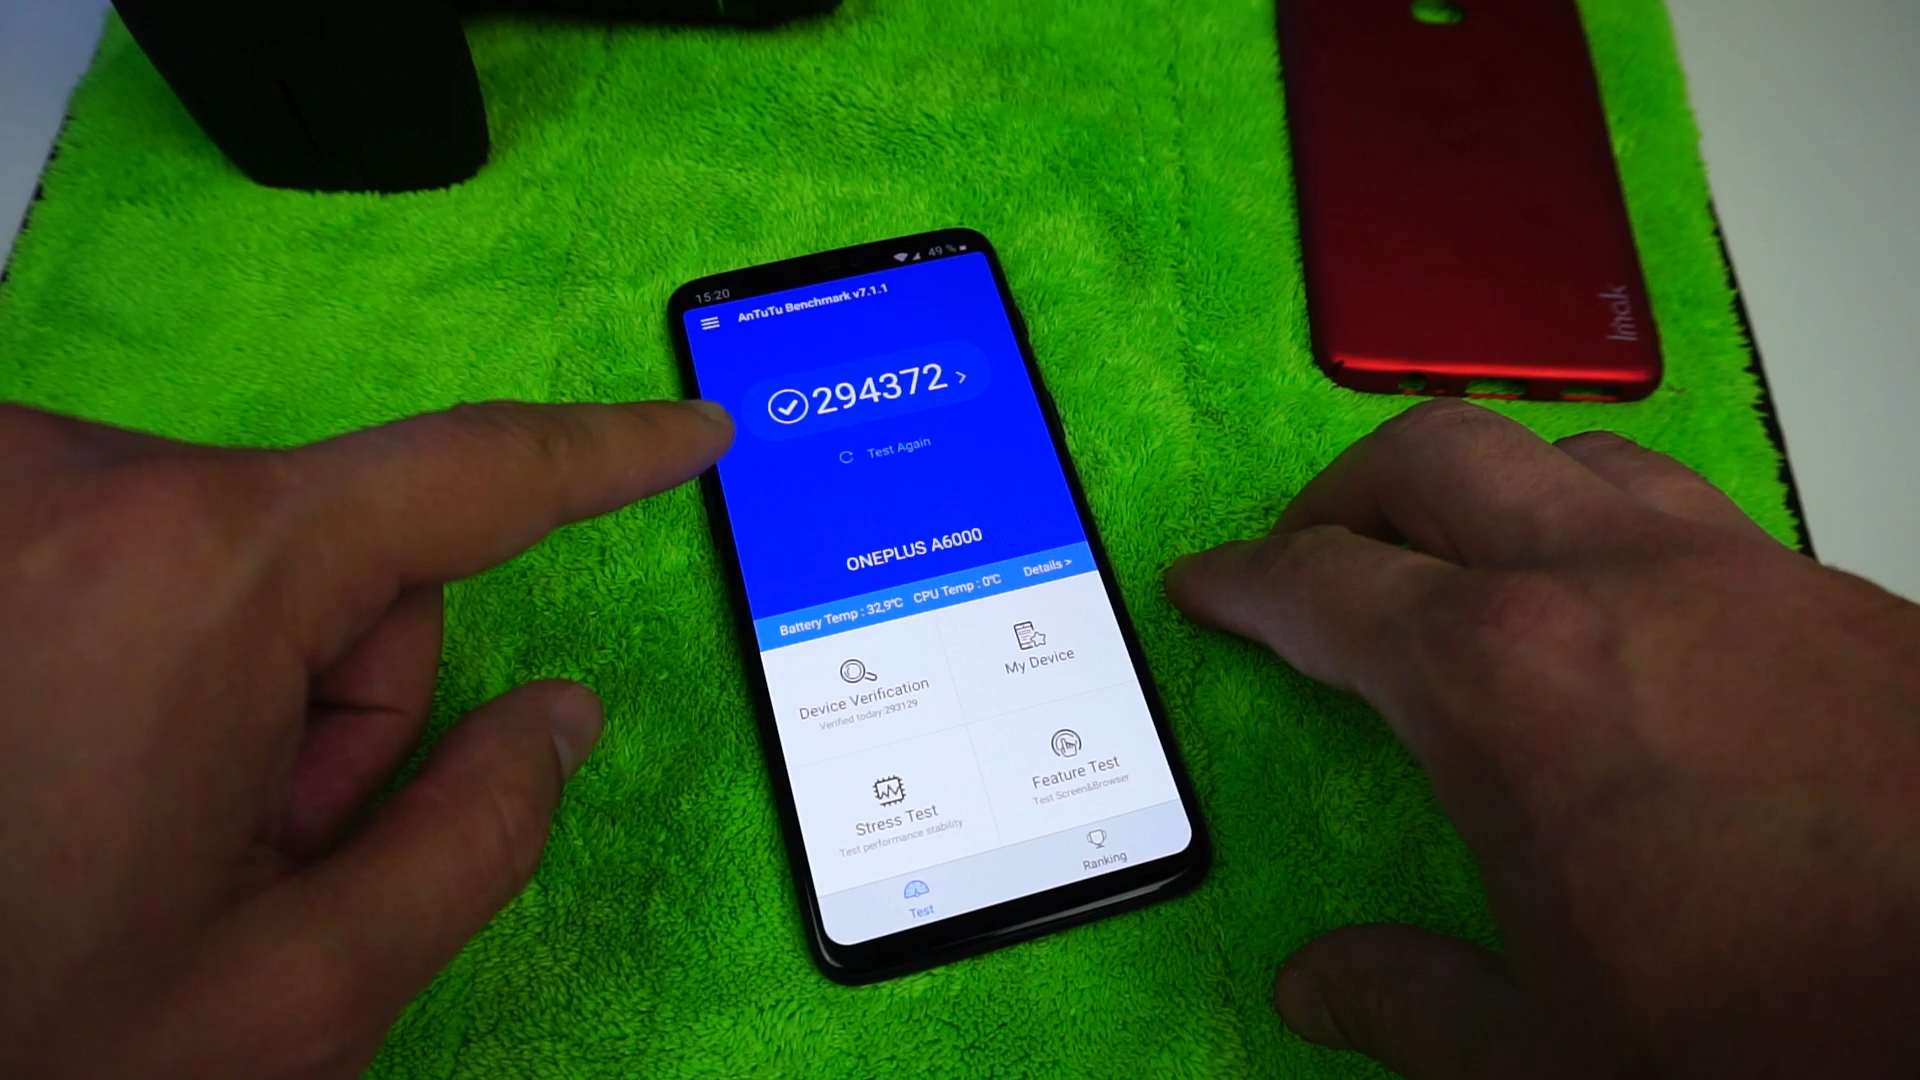 15:20 49 %
AnTuTu Benchmark v7.1.1
294372 >
Test Again
ONEPLUS A6000
Battery Temp : 32,9℃ CPU Temp : 0℃ Details >
Device Verification
Verified today:293129
My Device
Stress Test
Test performance stability
Feature Test
Test Screen&Browser
Test
Ranking
Imak